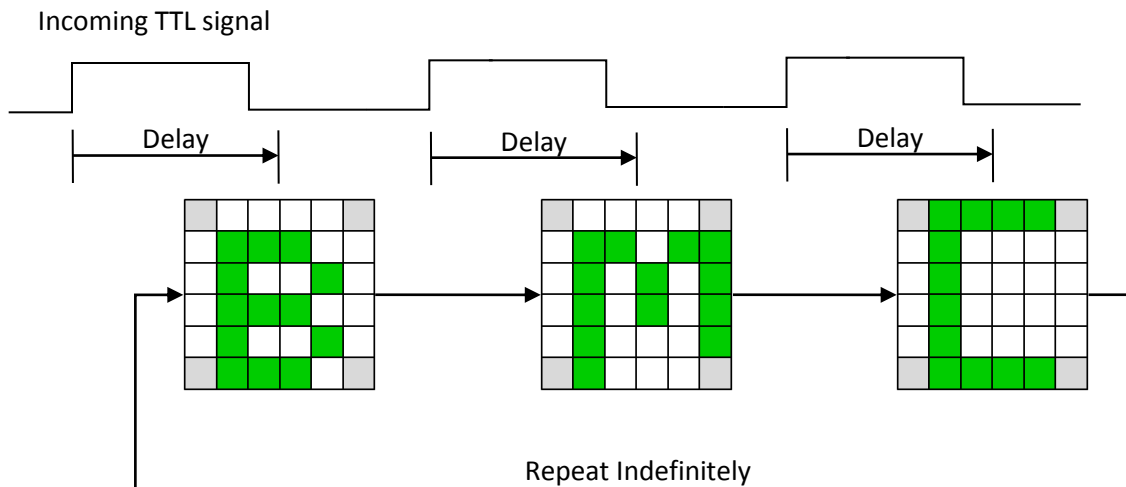 Incoming TTL signal
Delay
Delay
Delay
B M C
Repeat Indefinitely